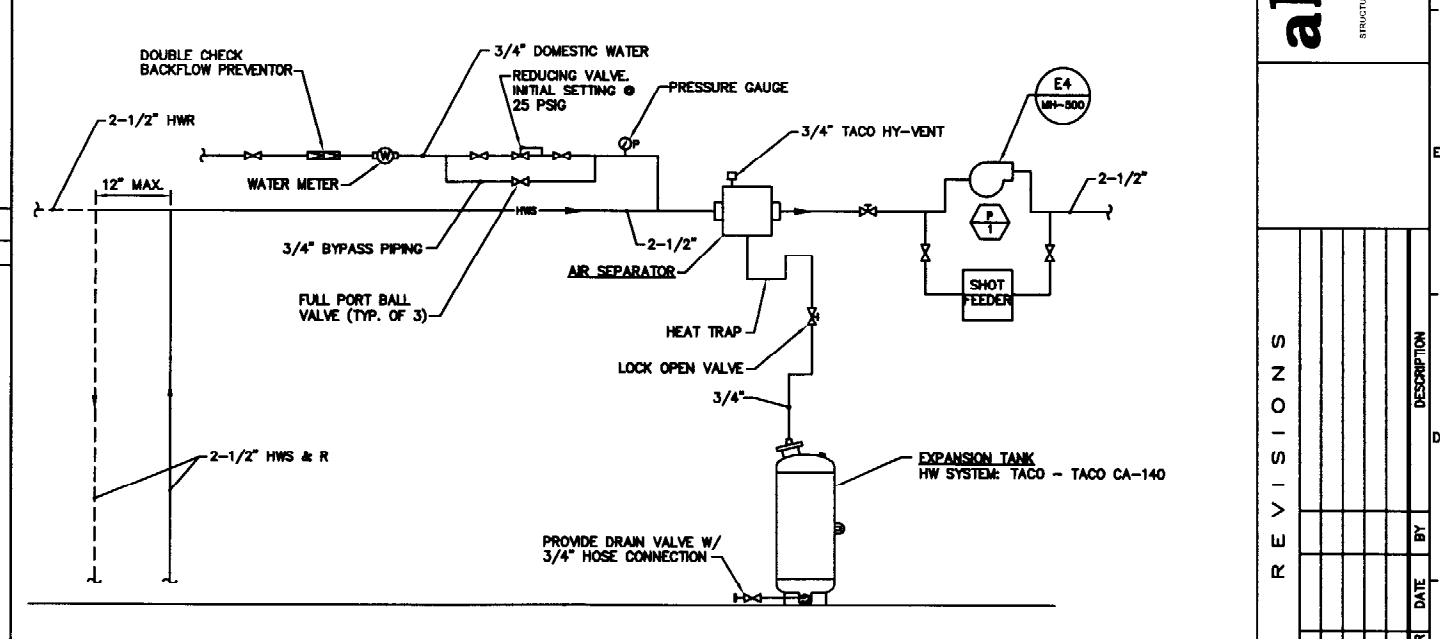 DOUBLE CHECK
BACKFLOW PREVENTOR
3/4" DOMESTIC WATER
REDUCING VALVE.
INITIAL SETTING @
25 PSIG
PRESSURE GAUGE
E4
MH-500
2-1/2" HWR
P
3/4" TACO HY-VENT
W
WATER METER
12" MAX.
2-1/2"
HWS
P
1
3/4" BYPASS PIPING
2-1/2"
AIR SEPARATOR
SHOT
FEEDER
FULL PORT BALL
VALVE (TYP. OF 3)
HEAT TRAP
LOCK OPEN VALVE
3/4"
2-1/2" HWS & R
EXPANSION TANK
HW SYSTEM: TACO - TACO CA-140
PROVIDE DRAIN VALVE W/
3/4" HOSE CONNECTION
STRUCTU
REVISIONS
DESCRIPTION
BY
DATE
E
D